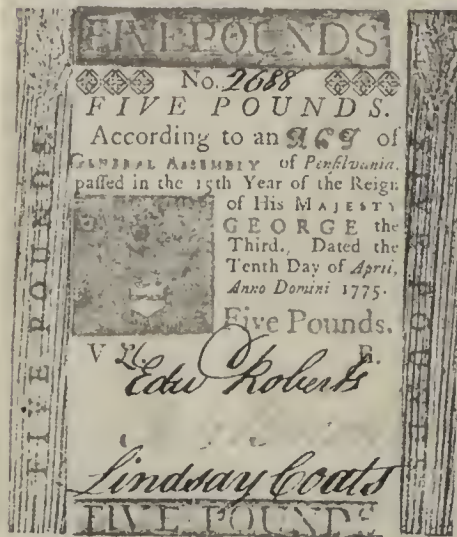 FIVE POUNDS
No. 2688
FIVE POUNDS.
According to an ACT of
GENERAL ASSEMBLY of Penſilvania,
paſſed in the 15th Year of the Reign
of His MAJESTY
GEORGE the
Third., Dated the
Tenth Day of April,
Anno Domini 1775.
Five Pounds.
V £. P.
Edw Roberts
Lindsay Coats
FIVE POUNDS
FIVE POUNDS